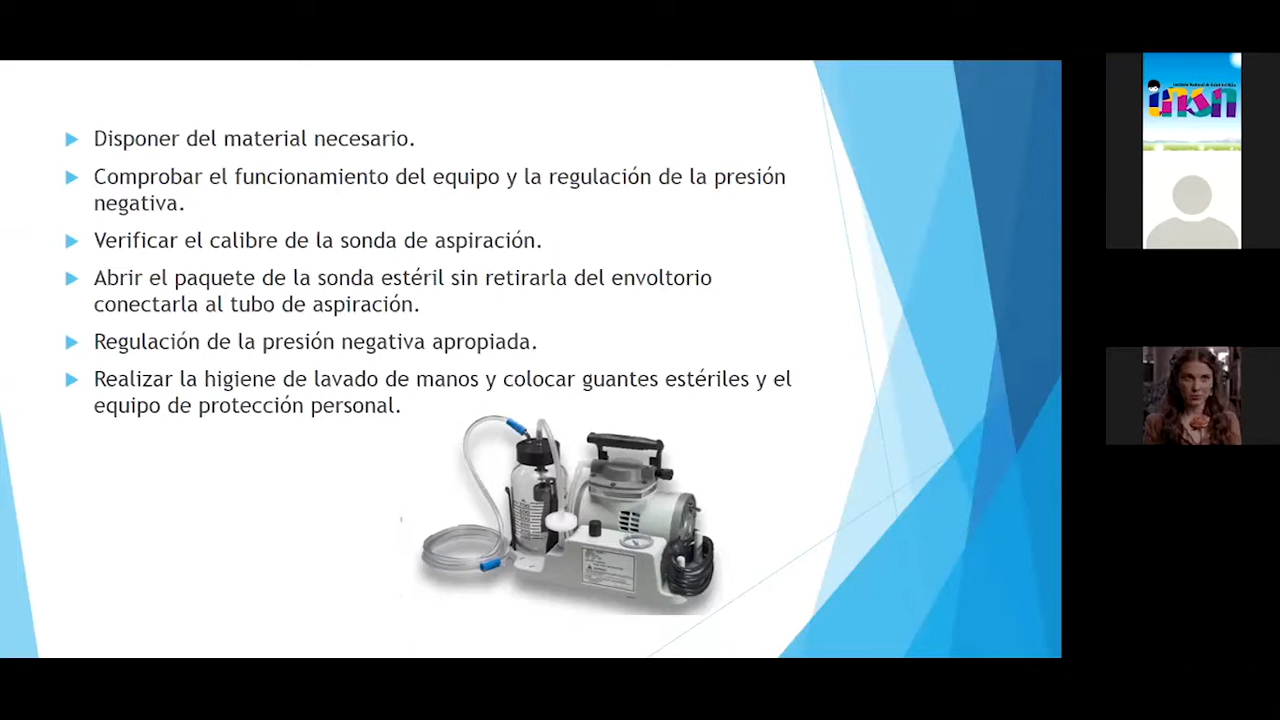 Disponer del material necesario.
Comprobar el funcionamiento del equipo y la regulación de la presión
negativa.
Verificar el calibre de la sonda de aspiración.
Abrir el paquete de la sonda estéril sin retirarla del envoltorio
conectarla al tubo de aspiración.
Regulación de la presión negativa apropiada.
Realizar la higiene de lavado de manos y colocar guantes estériles y el
equipo de protección personal.
insn